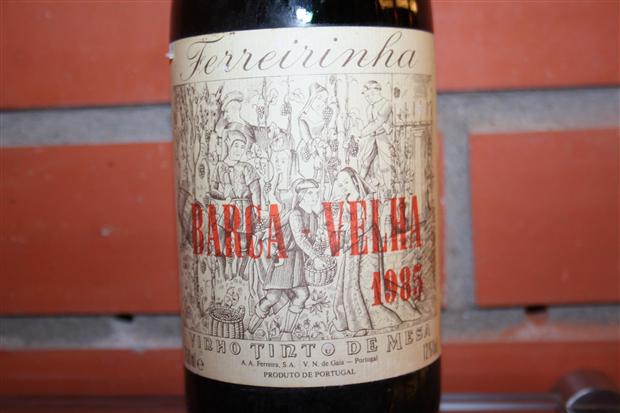 Ferreirinha
BARCA - VELHA
1985
VINHO TINTO DE MESA
A. A. Ferreira, S.A. - V. N. de Gaia - Portugal
PRODUTO DE PORTUGAL